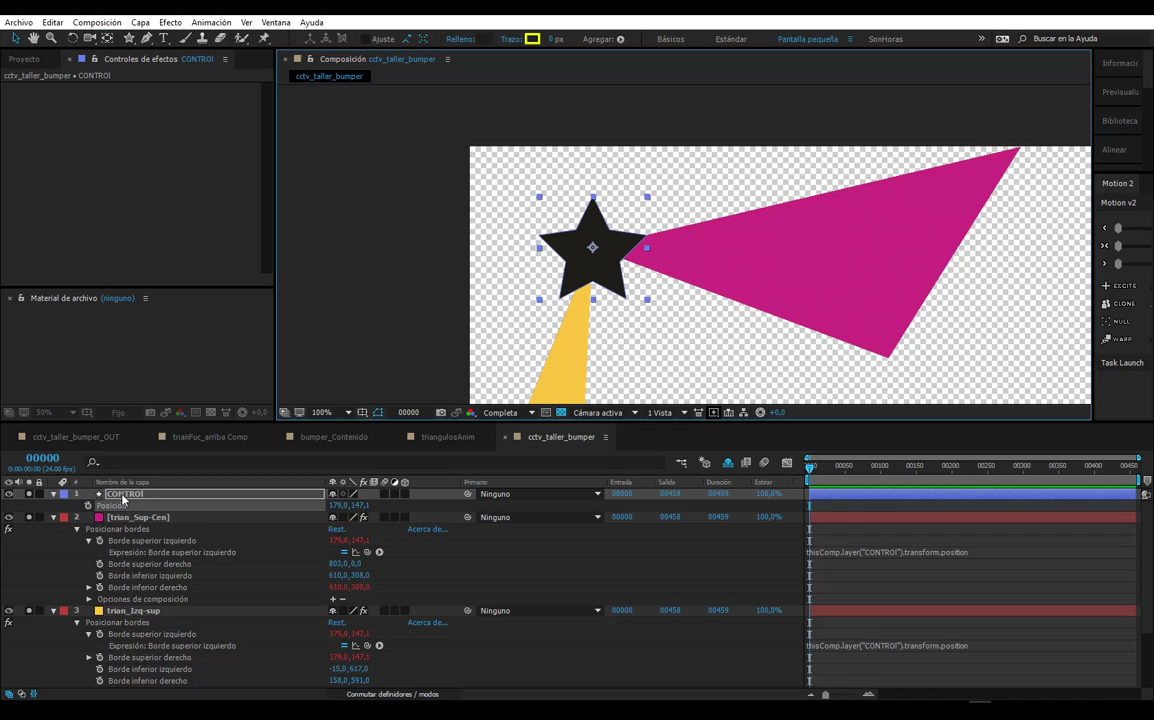 Archivo Editar Composición Capa Efecto Animación Ver Ventana Ayuda
Ajuste Relleno: Trazo: 0 px Agregar: Básicos Estándar Pantalla pequeña SonHoras Buscar en la Ayuda
Proyecto Controles de efectos CONTROl
cctv_taller_bumper • CONTROl
Composición cctv_taller_bumper
cctv_taller_bumper
Informació
Previsualiz
Biblioteca
Alinear
Motion 2
Motion v2
EXCITE
CLONE
NULL
WARP
Task Launch
Material de archivo (ninguno)
50% Fijo +0,0
100% 00000 Completa Cámara activa 1 Vista +0,0
cctv_taller_bumper_OUT trianFuc_arriba Comp bumper_Contenido triangulosAnim cctv_taller_bumper
00000
0:00:00:00 (24.00 fps)
00 00050 00100 00150 00200 00250 00300 00350 00400 00450
# Nombre de la capa Primario Entrada Salida Duración Estirar
1 CONTROl Ninguno 00000 00458 00459 100,0%
Posición 179,0,147,1
2 [trian_Sup-Cen] Ninguno 00000 00458 00459 100,0%
Posicionar bordes Rest. Acerca de...
Borde superior izquierdo 179,0,147,1
Expresión: Borde superior izquierdo thisComp.layer("CONTROl").transform.position
Borde superior derecho 803,0,0,0
Borde inferior izquierdo 610,0,308,0
Borde inferior derecho 610,0,308,0
Opciones de composición + –
3 trian_Izq-sup Ninguno 00000 00458 00459 100,0%
Posicionar bordes Rest. Acerca de...
Borde superior izquierdo 179,0,147,1
Expresión: Borde superior izquierdo thisComp.layer("CONTROl").transform.position
Borde superior derecho 179,0,147,1
Borde inferior izquierdo -15,0,617,0
Borde inferior derecho 158,0,591,0
Conmutar definidores / modos